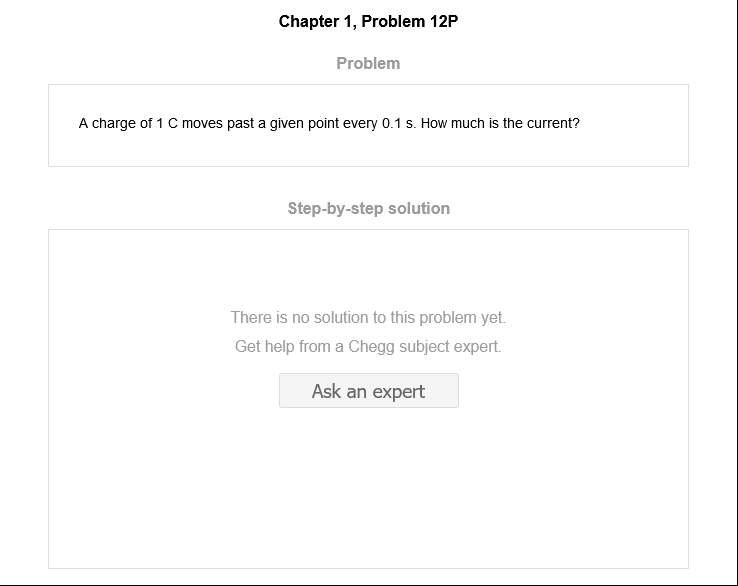 Chapter 1, Problem 12P
Problem
A charge of 1 C moves past a given point every 0.1 s. How much is the current?
Step-by-step solution
There is no solution to this problem yet.
Get help from a Chegg subject expert.
Ask an expert